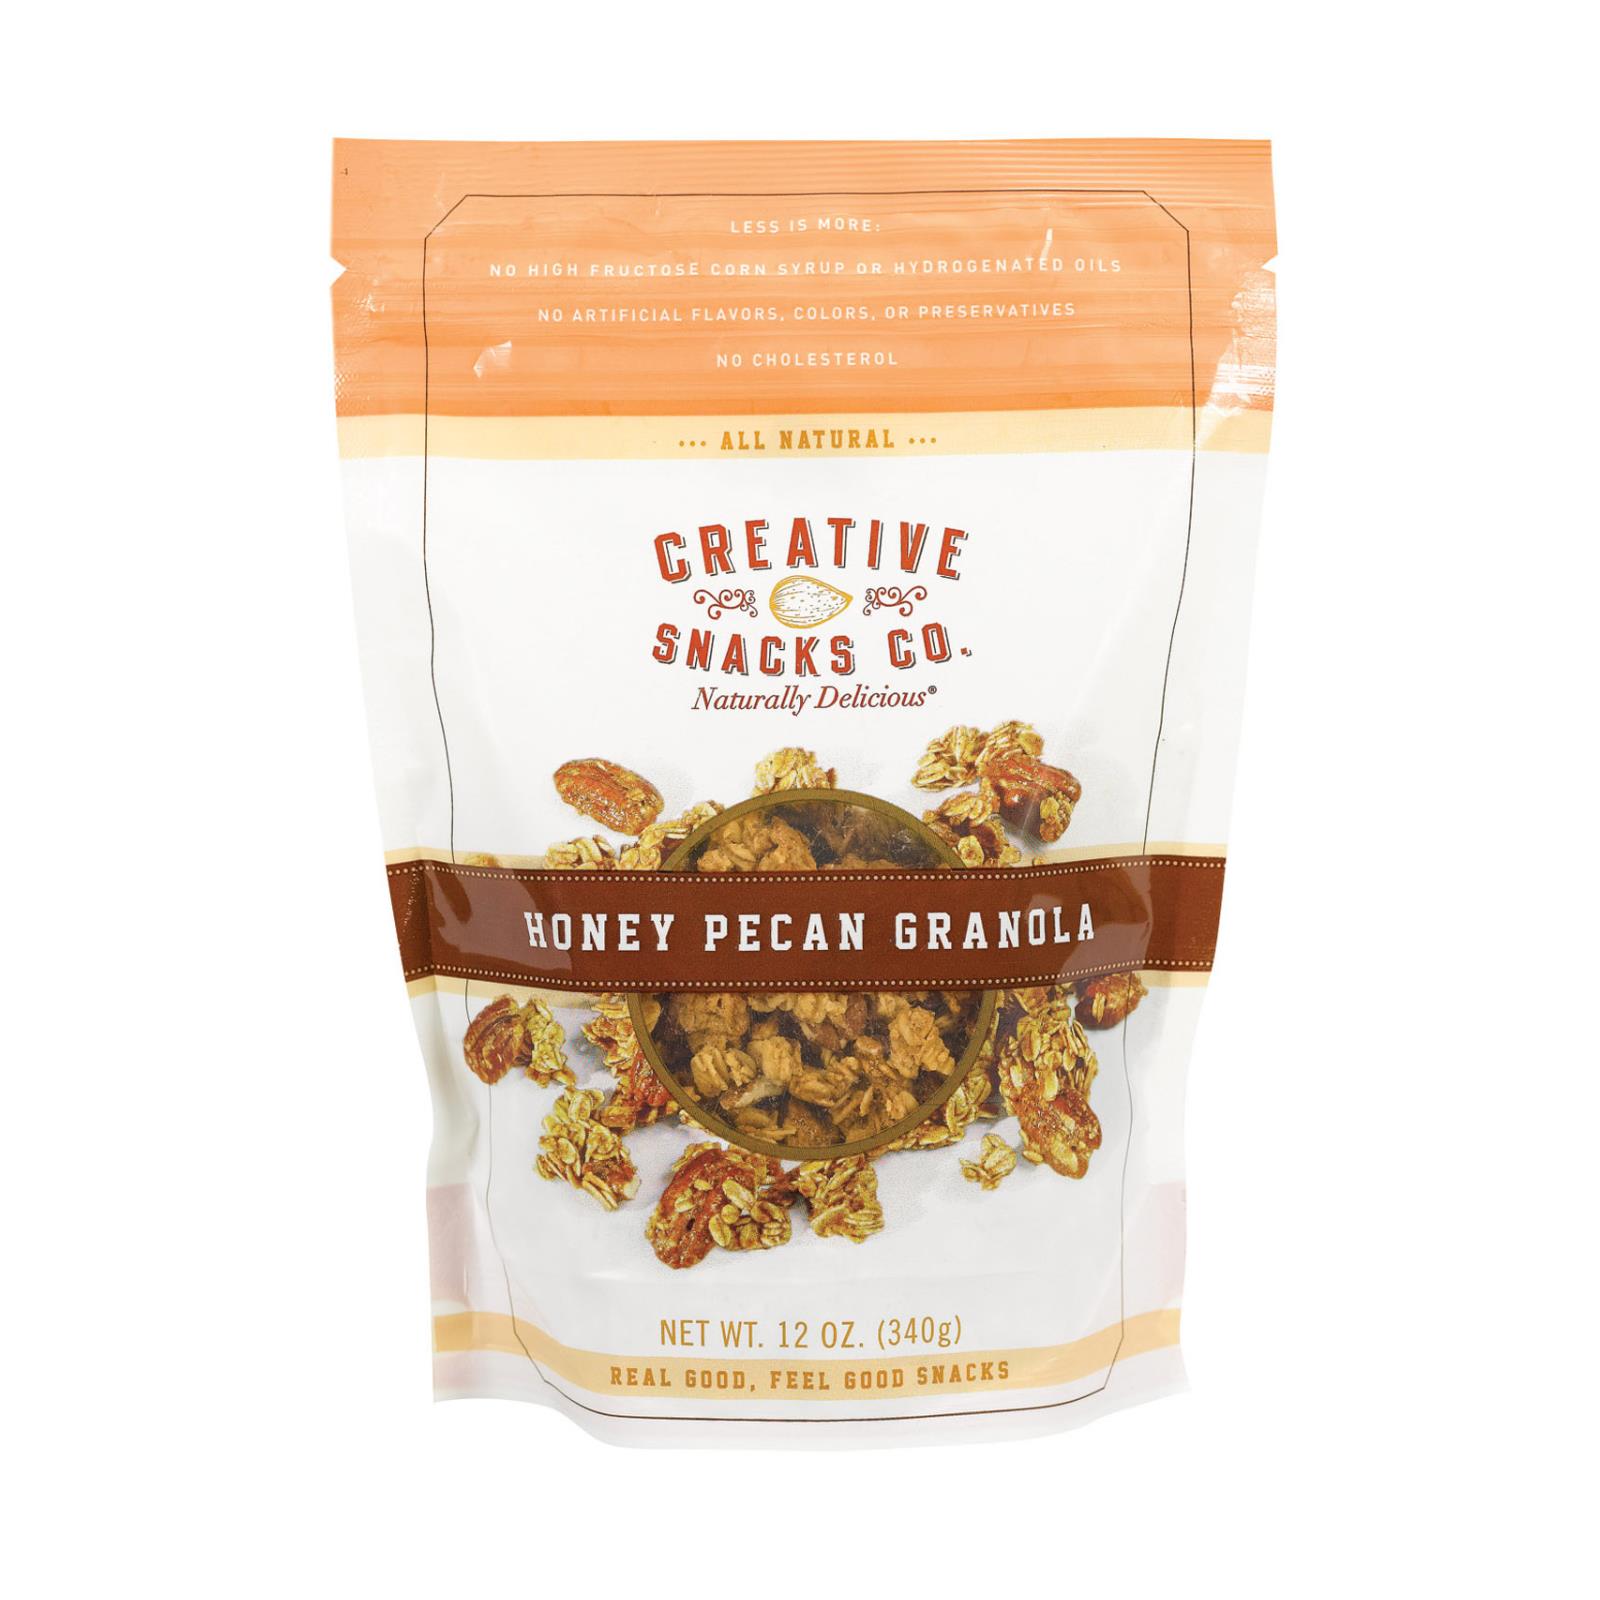 LESS IS MORE:
NO HIGH FRUCTOSE CORN SYRUP OR HYDROGENATED OILS
NO ARTIFICIAL FLAVORS, COLORS, OR PRESERVATIVES
NO CHOLESTEROL
··· ALL NATURAL ···
CREATIVE
SNACKS CO.
Naturally Delicious®
HONEY PECAN GRANOLA
NET WT. 12 OZ. (340g)
REAL GOOD, FEEL GOOD SNACKS